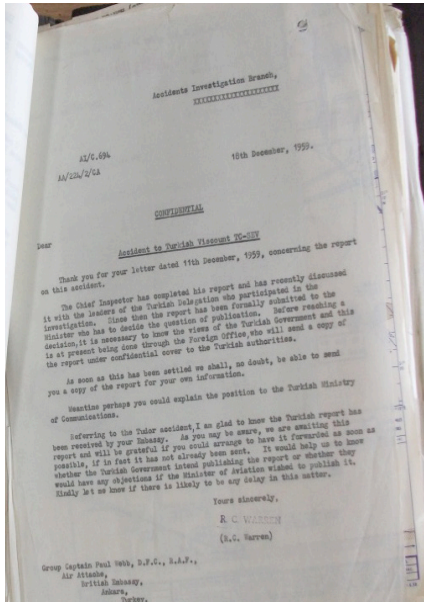 Accidents Investigation Branch,
XXXXXXXXXXXXXXXXXXXX
AI/C.694
18th December, 1959.
AA/224/2/CA
CONFIDENTIAL
Dear
Accident to Turkish Viscount TC-SEV
Thank you for your letter dated 11th December, 1959, concerning the report
on this accident.
The Chief Inspector has completed his report and has recently discussed
it with the leaders of the Turkish Delegation who participated in the
investigation. Since then the report has been formally submitted to the
Minister who has to decide the question of publication. Before reaching a
decision,it is necessary to know the views of the Turkish Government and this
is at present being done through the Foreign Office,who will send a copy of
the report under confidential cover to the Turkish authorities.
As soon as this has been settled we shall, no doubt, be able to send
you a copy of the report for your own information.
Meantime perhaps you could explain the position to the Turkish Ministry
of Communications.
Referring to the Tudor accident,I am glad to know the Turkish report has
been received by your Embassy. As you may be aware, we are awaiting this
report and will be grateful if you could arrange to have it forwarded as soon as
possible, if in fact it has not already been sent. It would help us to know
whether the Turkish Government intend publishing the report or whether they
would have any objections if the Minister of Aviation wished to publish it.
Kindly let me know if there is likely to be any delay in this matter.
Yours sincerely,
R C WARREN
(R.C. Warren)
Group Captain Paul Webb, D.F.C., R.A.F.,
Air Attache,
British Embassy,
Ankara,
Turkey.